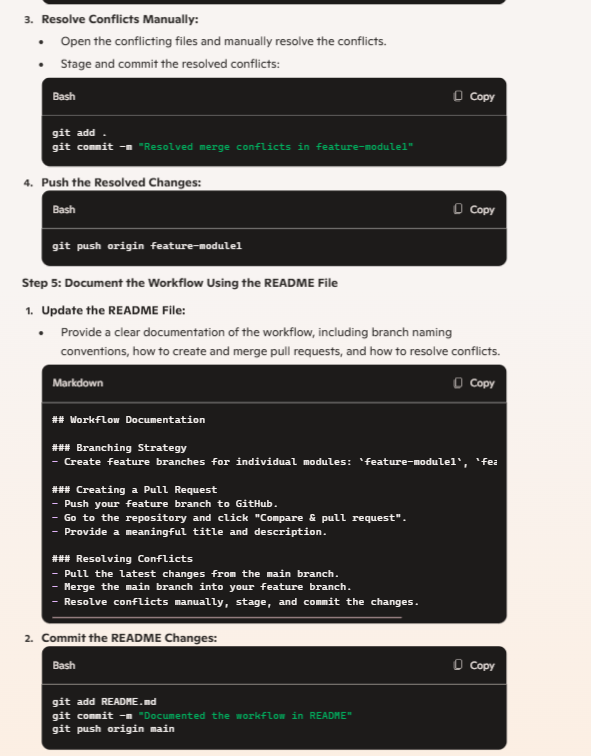 3. Resolve Conflicts Manually:
• Open the conflicting files and manually resolve the conflicts.
• Stage and commit the resolved conflicts:
Bash Copy
git add .
git commit -m "Resolved merge conflicts in feature-module1"
4. Push the Resolved Changes:
Bash Copy
git push origin feature-module1
Step 5: Document the Workflow Using the README File
1. Update the README File:
• Provide a clear documentation of the workflow, including branch naming
conventions, how to create and merge pull requests, and how to resolve conflicts.
Markdown Copy
## Workflow Documentation
### Branching Strategy
- Create feature branches for individual modules: `feature-module1`, `fea
### Creating a Pull Request
- Push your feature branch to GitHub.
- Go to the repository and click "Compare & pull request".
- Provide a meaningful title and description.
### Resolving Conflicts
- Pull the latest changes from the main branch.
- Merge the main branch into your feature branch.
- Resolve conflicts manually, stage, and commit the changes.
2. Commit the README Changes:
Bash Copy
git add README.md
git commit -m "Documented the workflow in README"
git push origin main